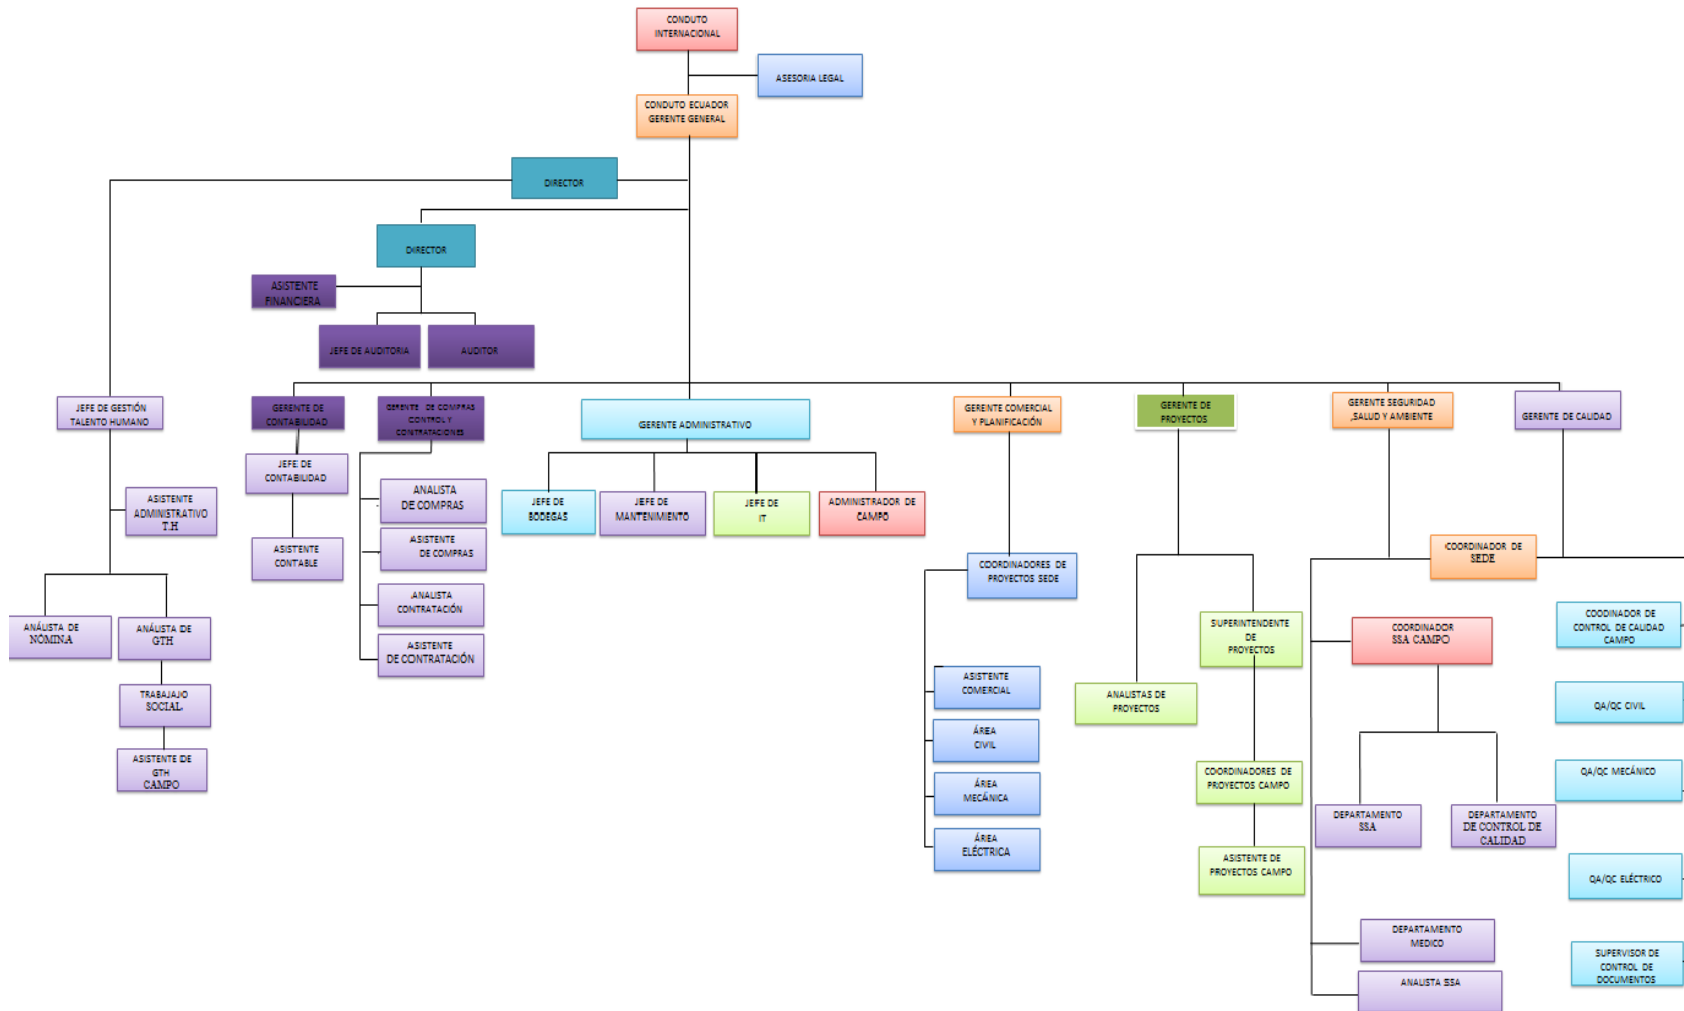 CONDUTO
INTERNACIONAL
ASESORIA LEGAL
CONDUTO ECUADOR
GERENTE GENERAL
DIRECTOR
DIRECTOR
ASISTENTE
FINANCIERA
JEFE DE AUDITORIA
AUDITOR
JEFE DE GESTIÓN
TALENTO HUMANO
GERENTE DE
CONTABILIDAD
GERENTE DE COMPRAS
CONTROL Y
CONTRATACIONES
GERENTE ADMINISTRATIVO
GERENTE COMERCIAL
Y PLANIFICACIÓN
GERENTE DE
PROYECTOS
GERENTE SEGURIDAD
,SALUD Y AMBIENTE
GERENTE DE CALIDAD
JEFE DE
CONTABILIDAD
ASISTENTE
ADMINISTRATIVO
T.H
ASISTENTE
CONTABLE
ANALISTA
DE COMPRAS
ASISTENTE
DE COMPRAS
ANALISTA
CONTRATACIÓN
ASISTENTE
DE CONTRATACIÓN
JEFE DE
BODEGAS
JEFE DE
MANTENIMIENTO
JEFE DE
IT
ADMINISTRADOR DE
CAMPO
COORDINADORES DE
PROYECTOS SEDE
COORDINADOR DE
SEDE
ANÁLISTA DE
NÓMINA
ANÁLISTA DE
GTH
TRABAJAJO
SOCIAL
ASISTENTE DE
GTH
CAMPO
ASISTENTE
COMERCIAL
ÁREA
CIVIL
ÁREA
MECÁNICA
ÁREA
ELÉCTRICA
SUPERINTENDENTE
DE
PROYECTOS
ANALISTAS DE
PROYECTOS
COORDINADORES DE
PROYECTOS CAMPO
ASISTENTE DE
PROYECTOS CAMPO
COORDINADOR
SSA CAMPO
DEPARTAMENTO
SSA
DEPARTAMENTO
DE CONTROL DE
CALIDAD
DEPARTAMENTO
MEDICO
ANALISTA SSA
COODINADOR DE
CONTROL DE CALIDAD
CAMPO
QA/QC CIVIL
QA/QC MECÁNICO
QA/QC ELÉCTRICO
SUPERVISOR DE
CONTROL DE
DOCUMENTOS